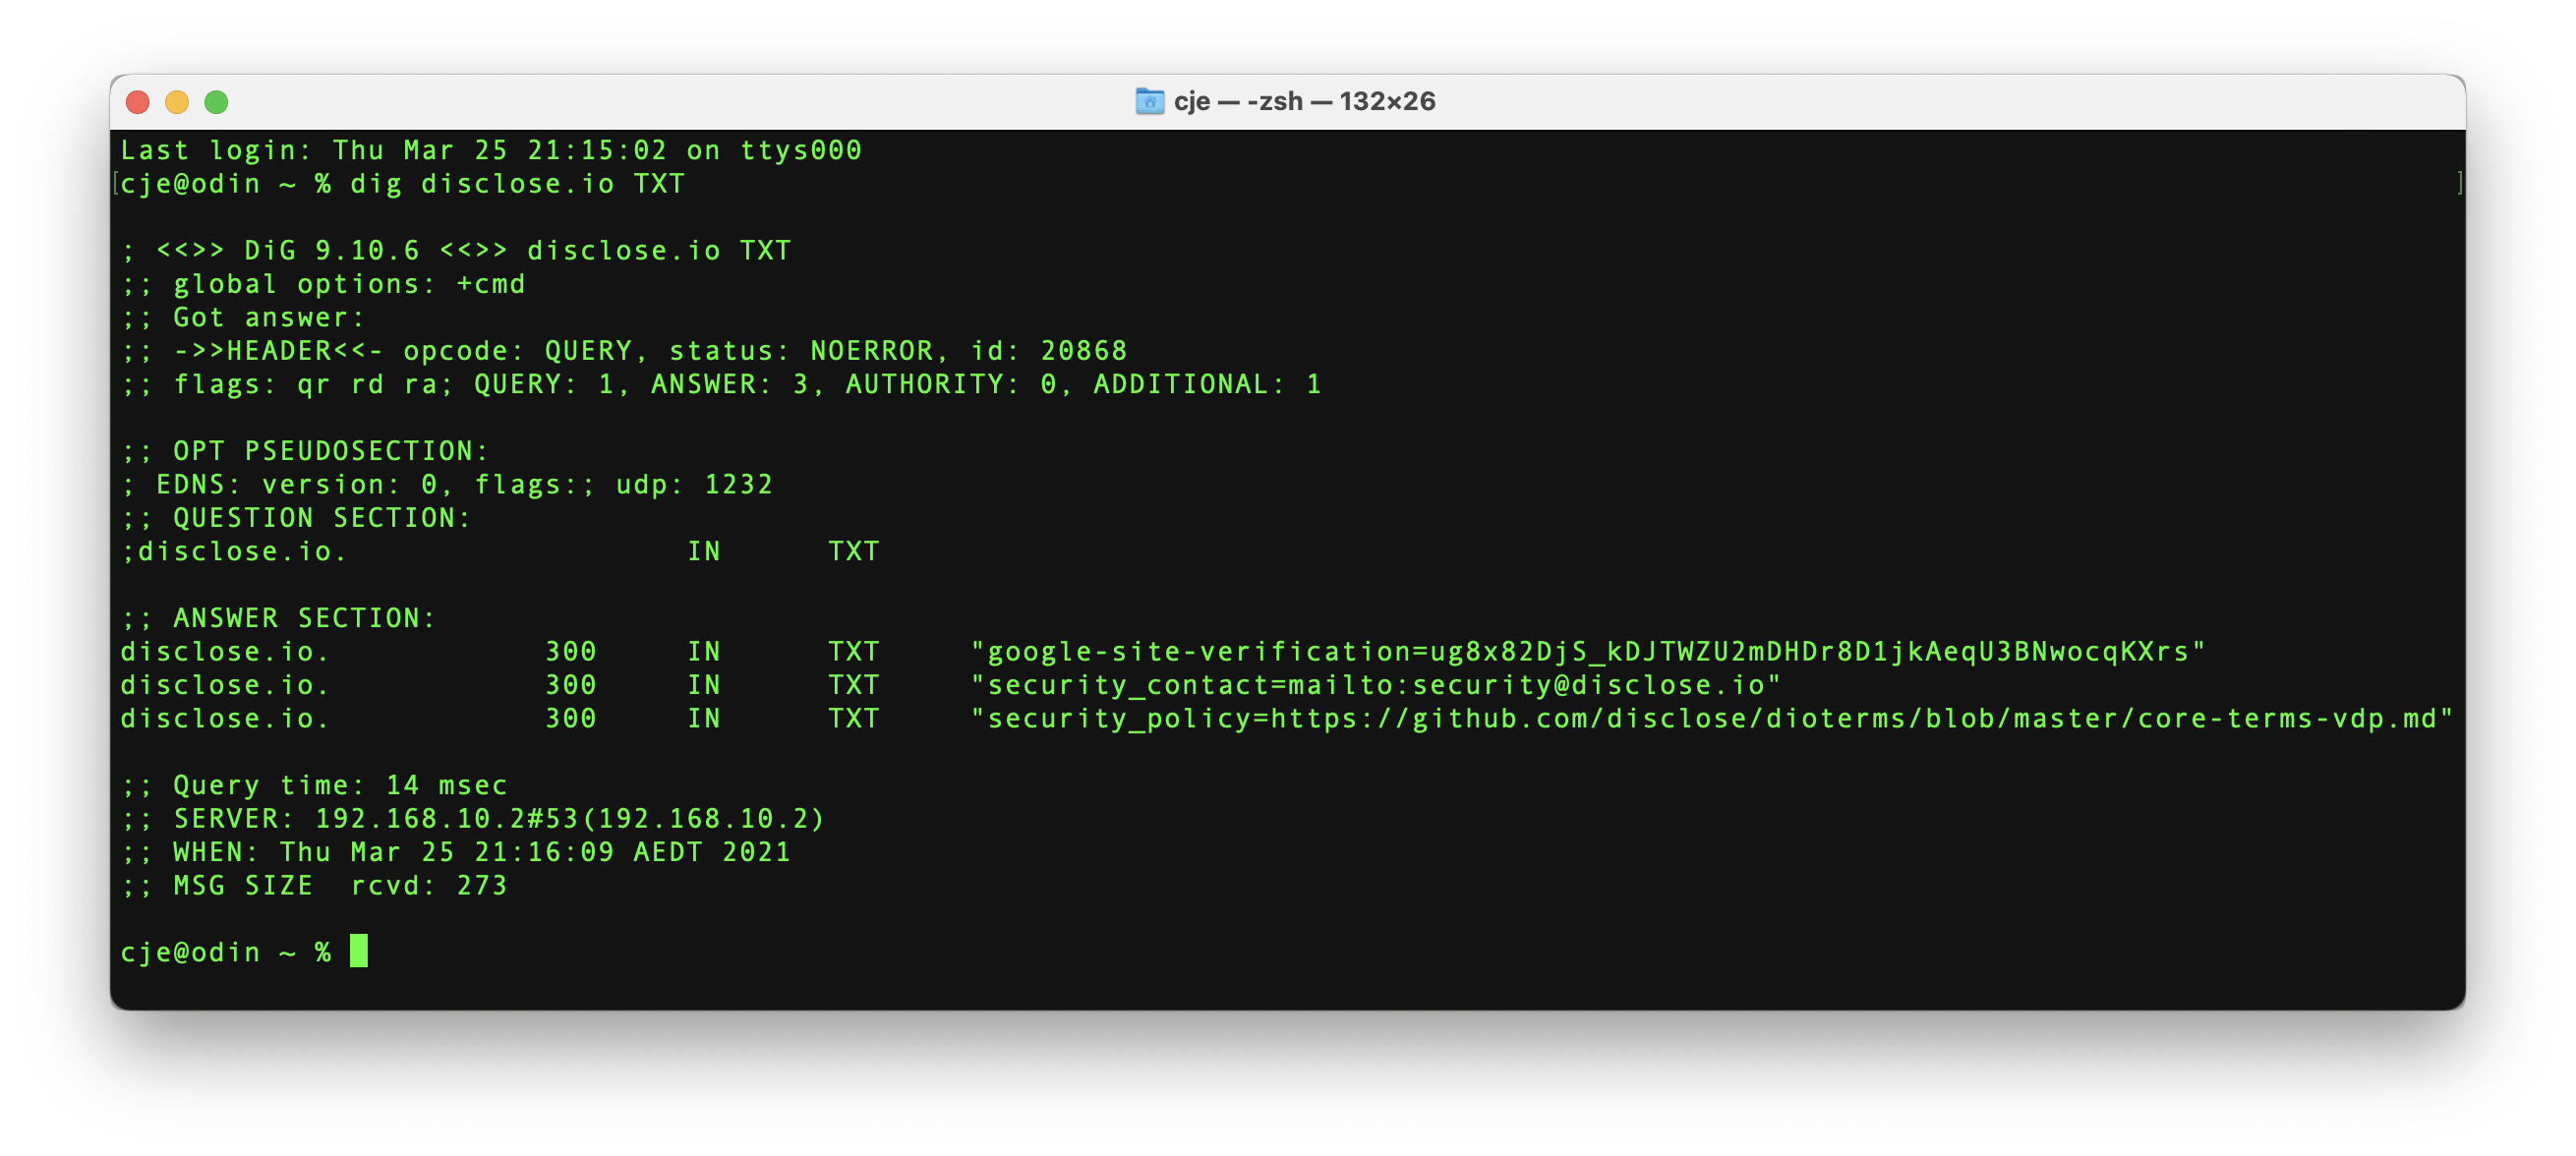 cje — -zsh — 132×26
Last login: Thu Mar 25 21:15:02 on ttys000
[cje@odin ~ % dig disclose.io TXT ]
; <<>> DiG 9.10.6 <<>> disclose.io TXT
;; global options: +cmd
;; Got answer:
;; ->>HEADER<<- opcode: QUERY, status: NOERROR, id: 20868
;; flags: qr rd ra; QUERY: 1, ANSWER: 3, AUTHORITY: 0, ADDITIONAL: 1
;; OPT PSEUDOSECTION:
; EDNS: version: 0, flags:; udp: 1232
;; QUESTION SECTION:
;disclose.io. IN TXT
;; ANSWER SECTION:
disclose.io. 300 IN TXT "google-site-verification=ug8x82DjS_kDJTWZU2mDHDr8D1jkAeqU3BNwocqKXrs"
disclose.io. 300 IN TXT "security_contact=mailto:security@disclose.io"
disclose.io. 300 IN TXT "security_policy=https://github.com/disclose/dioterms/blob/master/core-terms-vdp.md"
;; Query time: 14 msec
;; SERVER: 192.168.10.2#53(192.168.10.2)
;; WHEN: Thu Mar 25 21:16:09 AEDT 2021
;; MSG SIZE  rcvd: 273
cje@odin ~ %